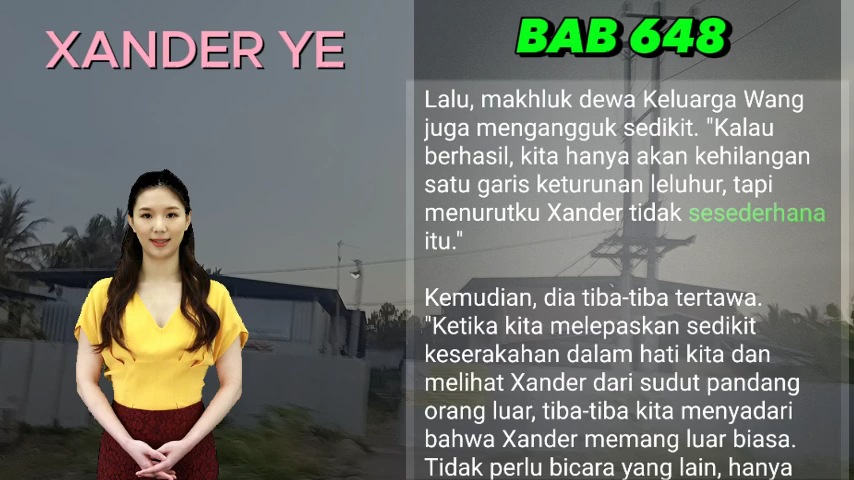 XANDER YE
BAB 648
Lalu, makhluk dewa Keluarga Wang
juga mengangguk sedikit. "Kalau
berhasil, kita hanya akan kehilangan
satu garis keturunan leluhur, tapi
menurutku Xander tidak sesederhana
itu."
Kemudian, dia tiba-tiba tertawa.
"Ketika kita melepaskan sedikit
keserakahan dalam hati kita dan
melihat Xander dari sudut pandang
orang luar, tiba-tiba kita menyadari
bahwa Xander memang luar biasa.
Tidak perlu bicara yang lain, hanya